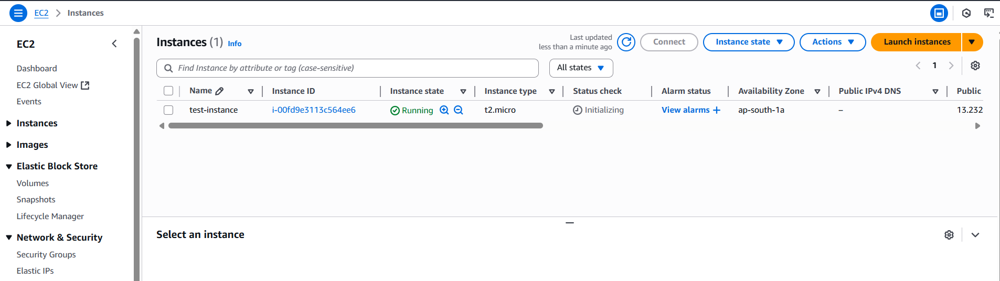 EC2 > Instances
EC2
Dashboard
EC2 Global View
Events
Instances
Images
Elastic Block Store
Volumes
Snapshots
Lifecycle Manager
Network & Security
Security Groups
Elastic IPs
Instances (1) Info
Last updated
less than a minute ago
Connect
Instance state
Actions
Launch instances
Find Instance by attribute or tag (case-sensitive)
All states
1
Name Instance ID Instance state Instance type Status check Alarm status Availability Zone Public IPv4 DNS Public
test-instance i-00fd9e3113c564ee6 Running t2.micro Initializing View alarms + ap-south-1a – 13.232
Select an instance